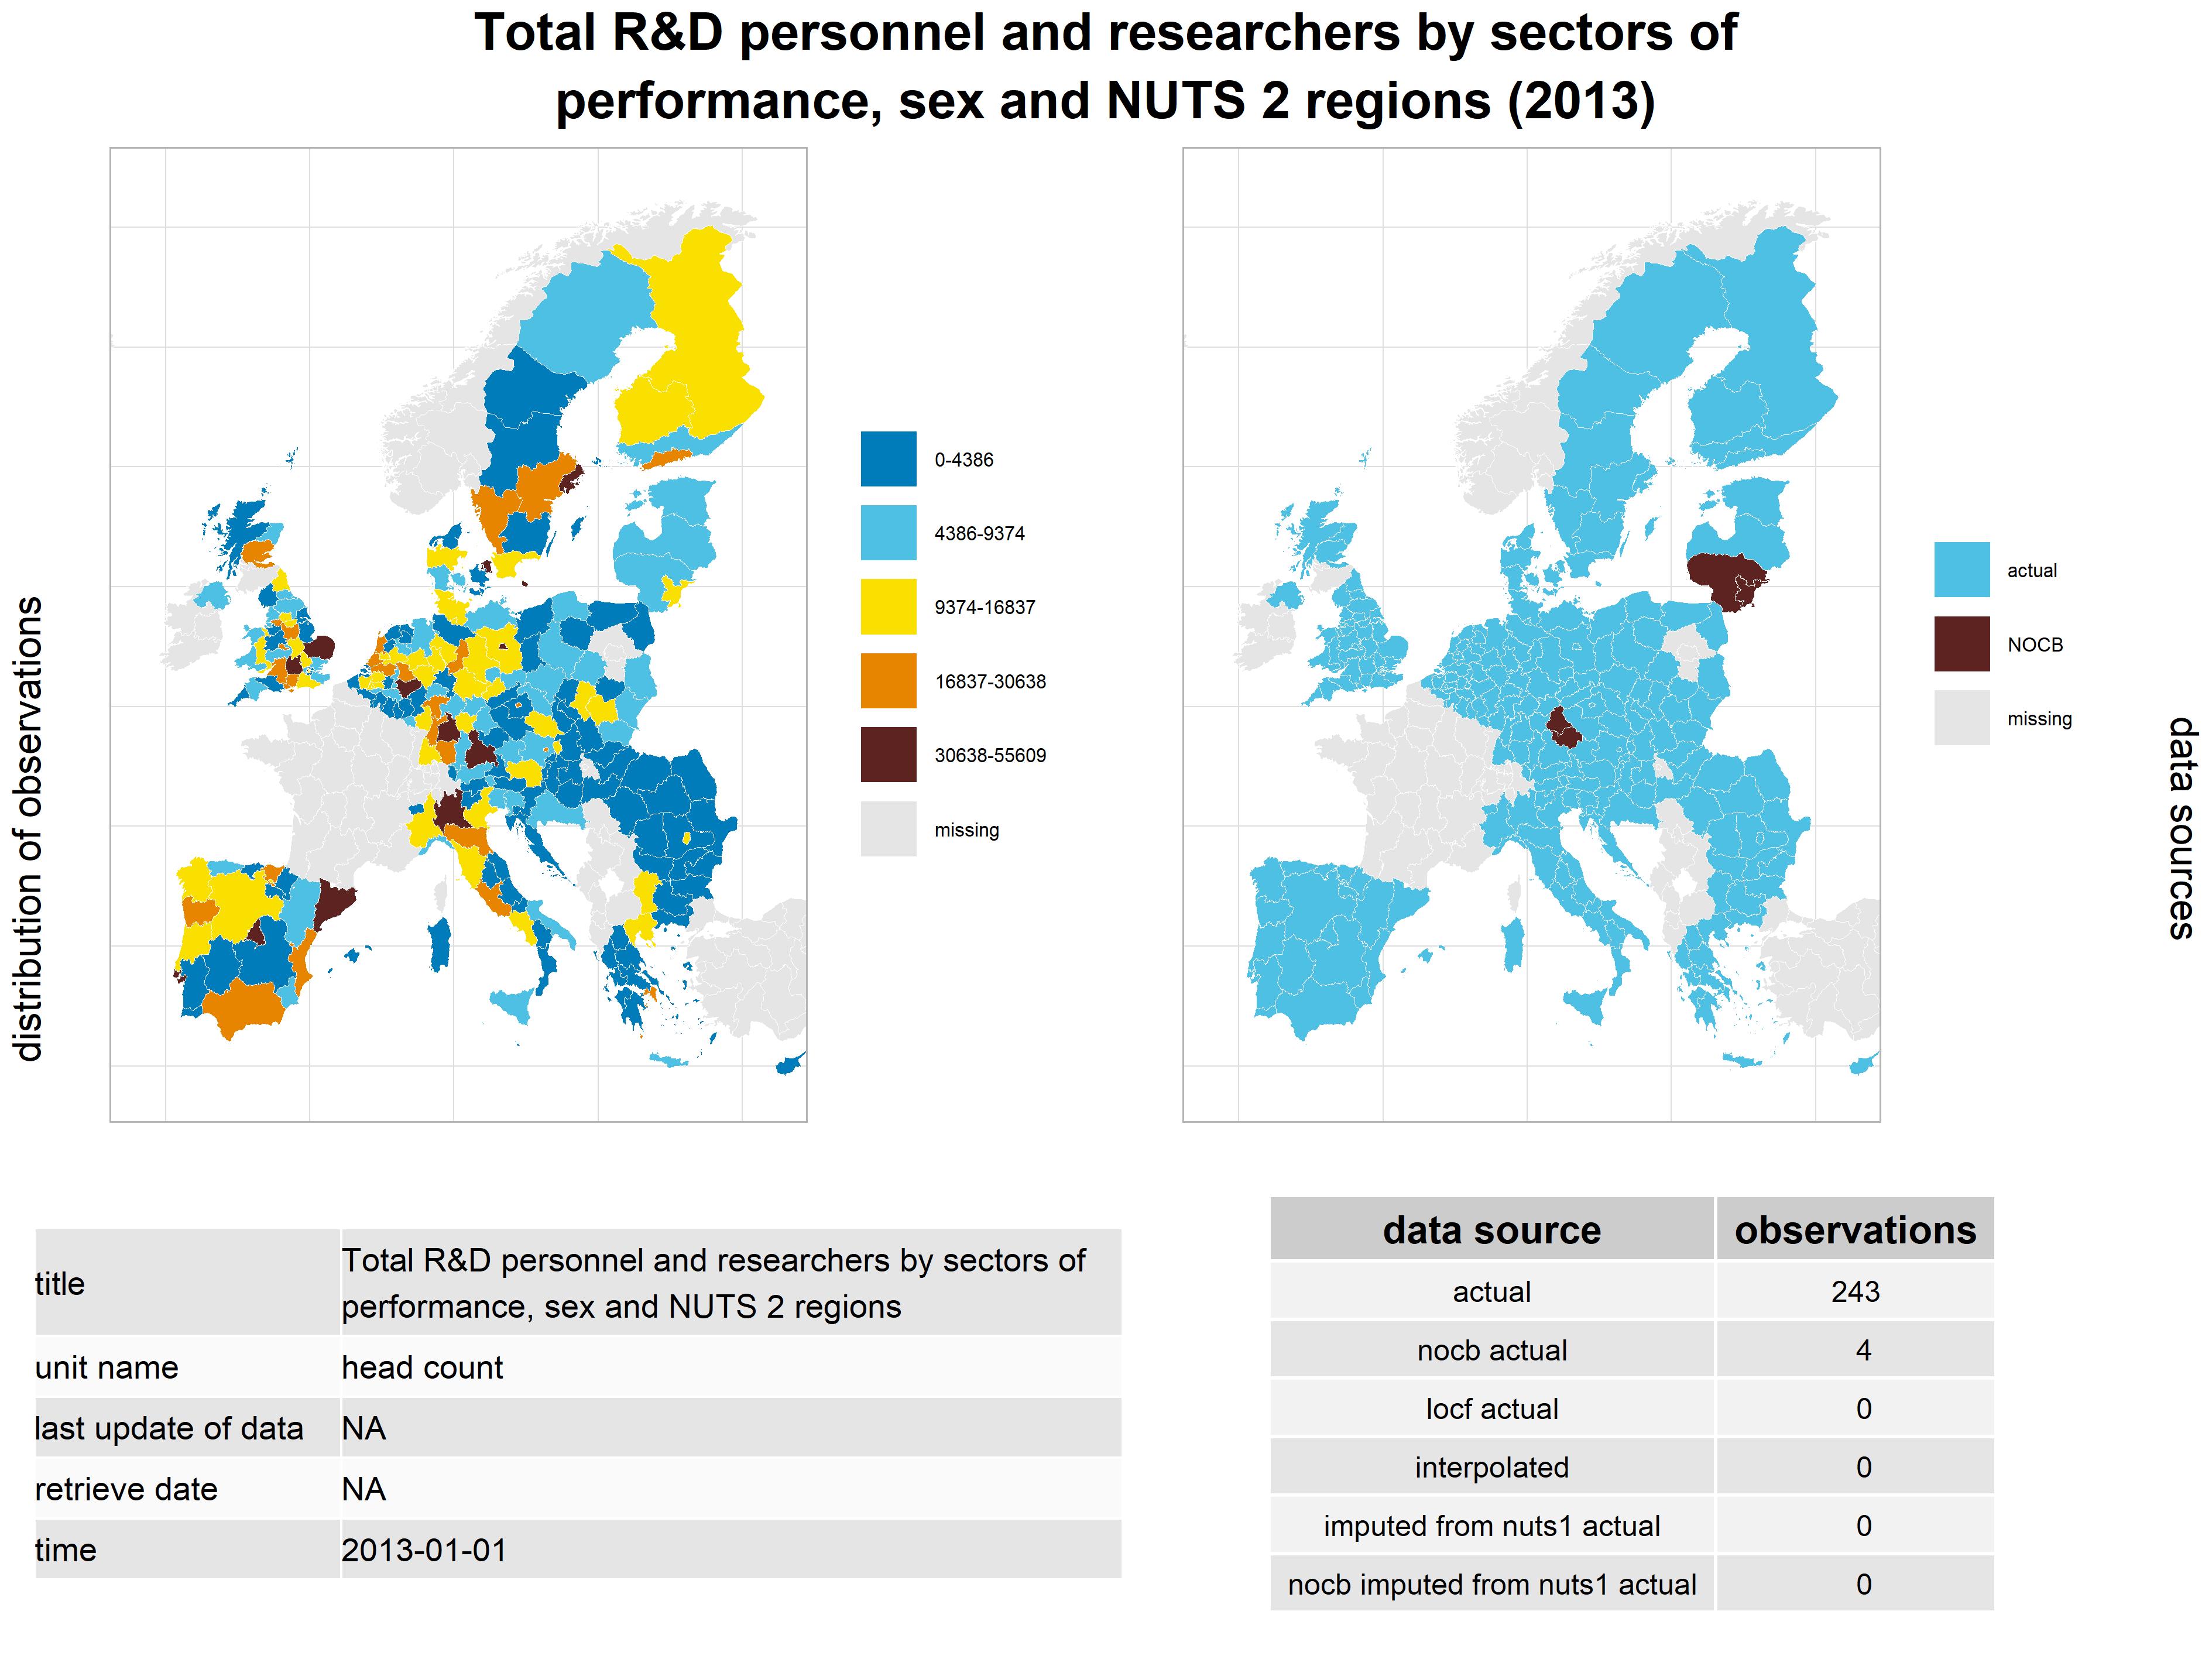 Total R&D personnel and researchers by sectors of
performance, sex and NUTS 2 regions (2013)
distribution of observations
0-4386
4386-9374
9374-16837
16837-30638
30638-55609
missing
actual
NOCB
missing
data sources
title
Total R&D personnel and researchers by sectors of
performance, sex and NUTS 2 regions
unit name
head count
last update of data
NA
retrieve date
NA
time
2013-01-01
data source
observations
actual
243
nocb actual
4
locf actual
0
interpolated
0
imputed from nuts1 actual
0
nocb imputed from nuts1 actual
0